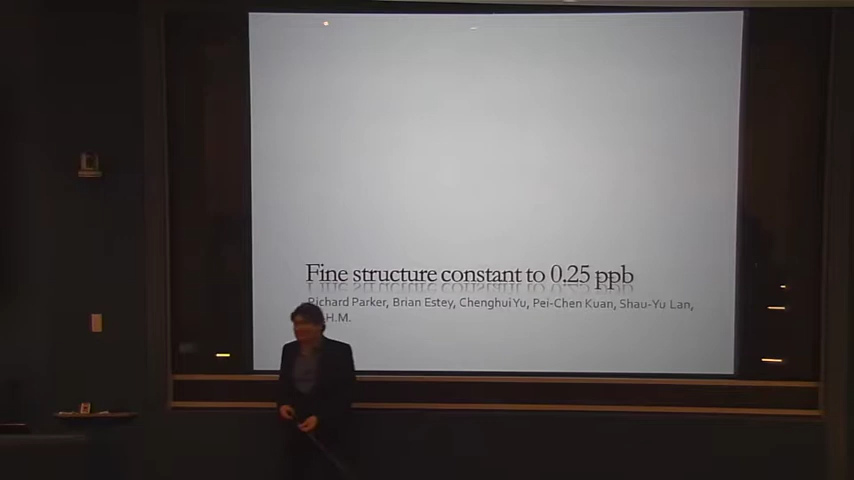 Fine structure constant to 0.25 ppb
Richard Parker, Brian Estey, Chenghui Yu, Pei-Chen Kuan, Shau-Yu Lan,
H.M.